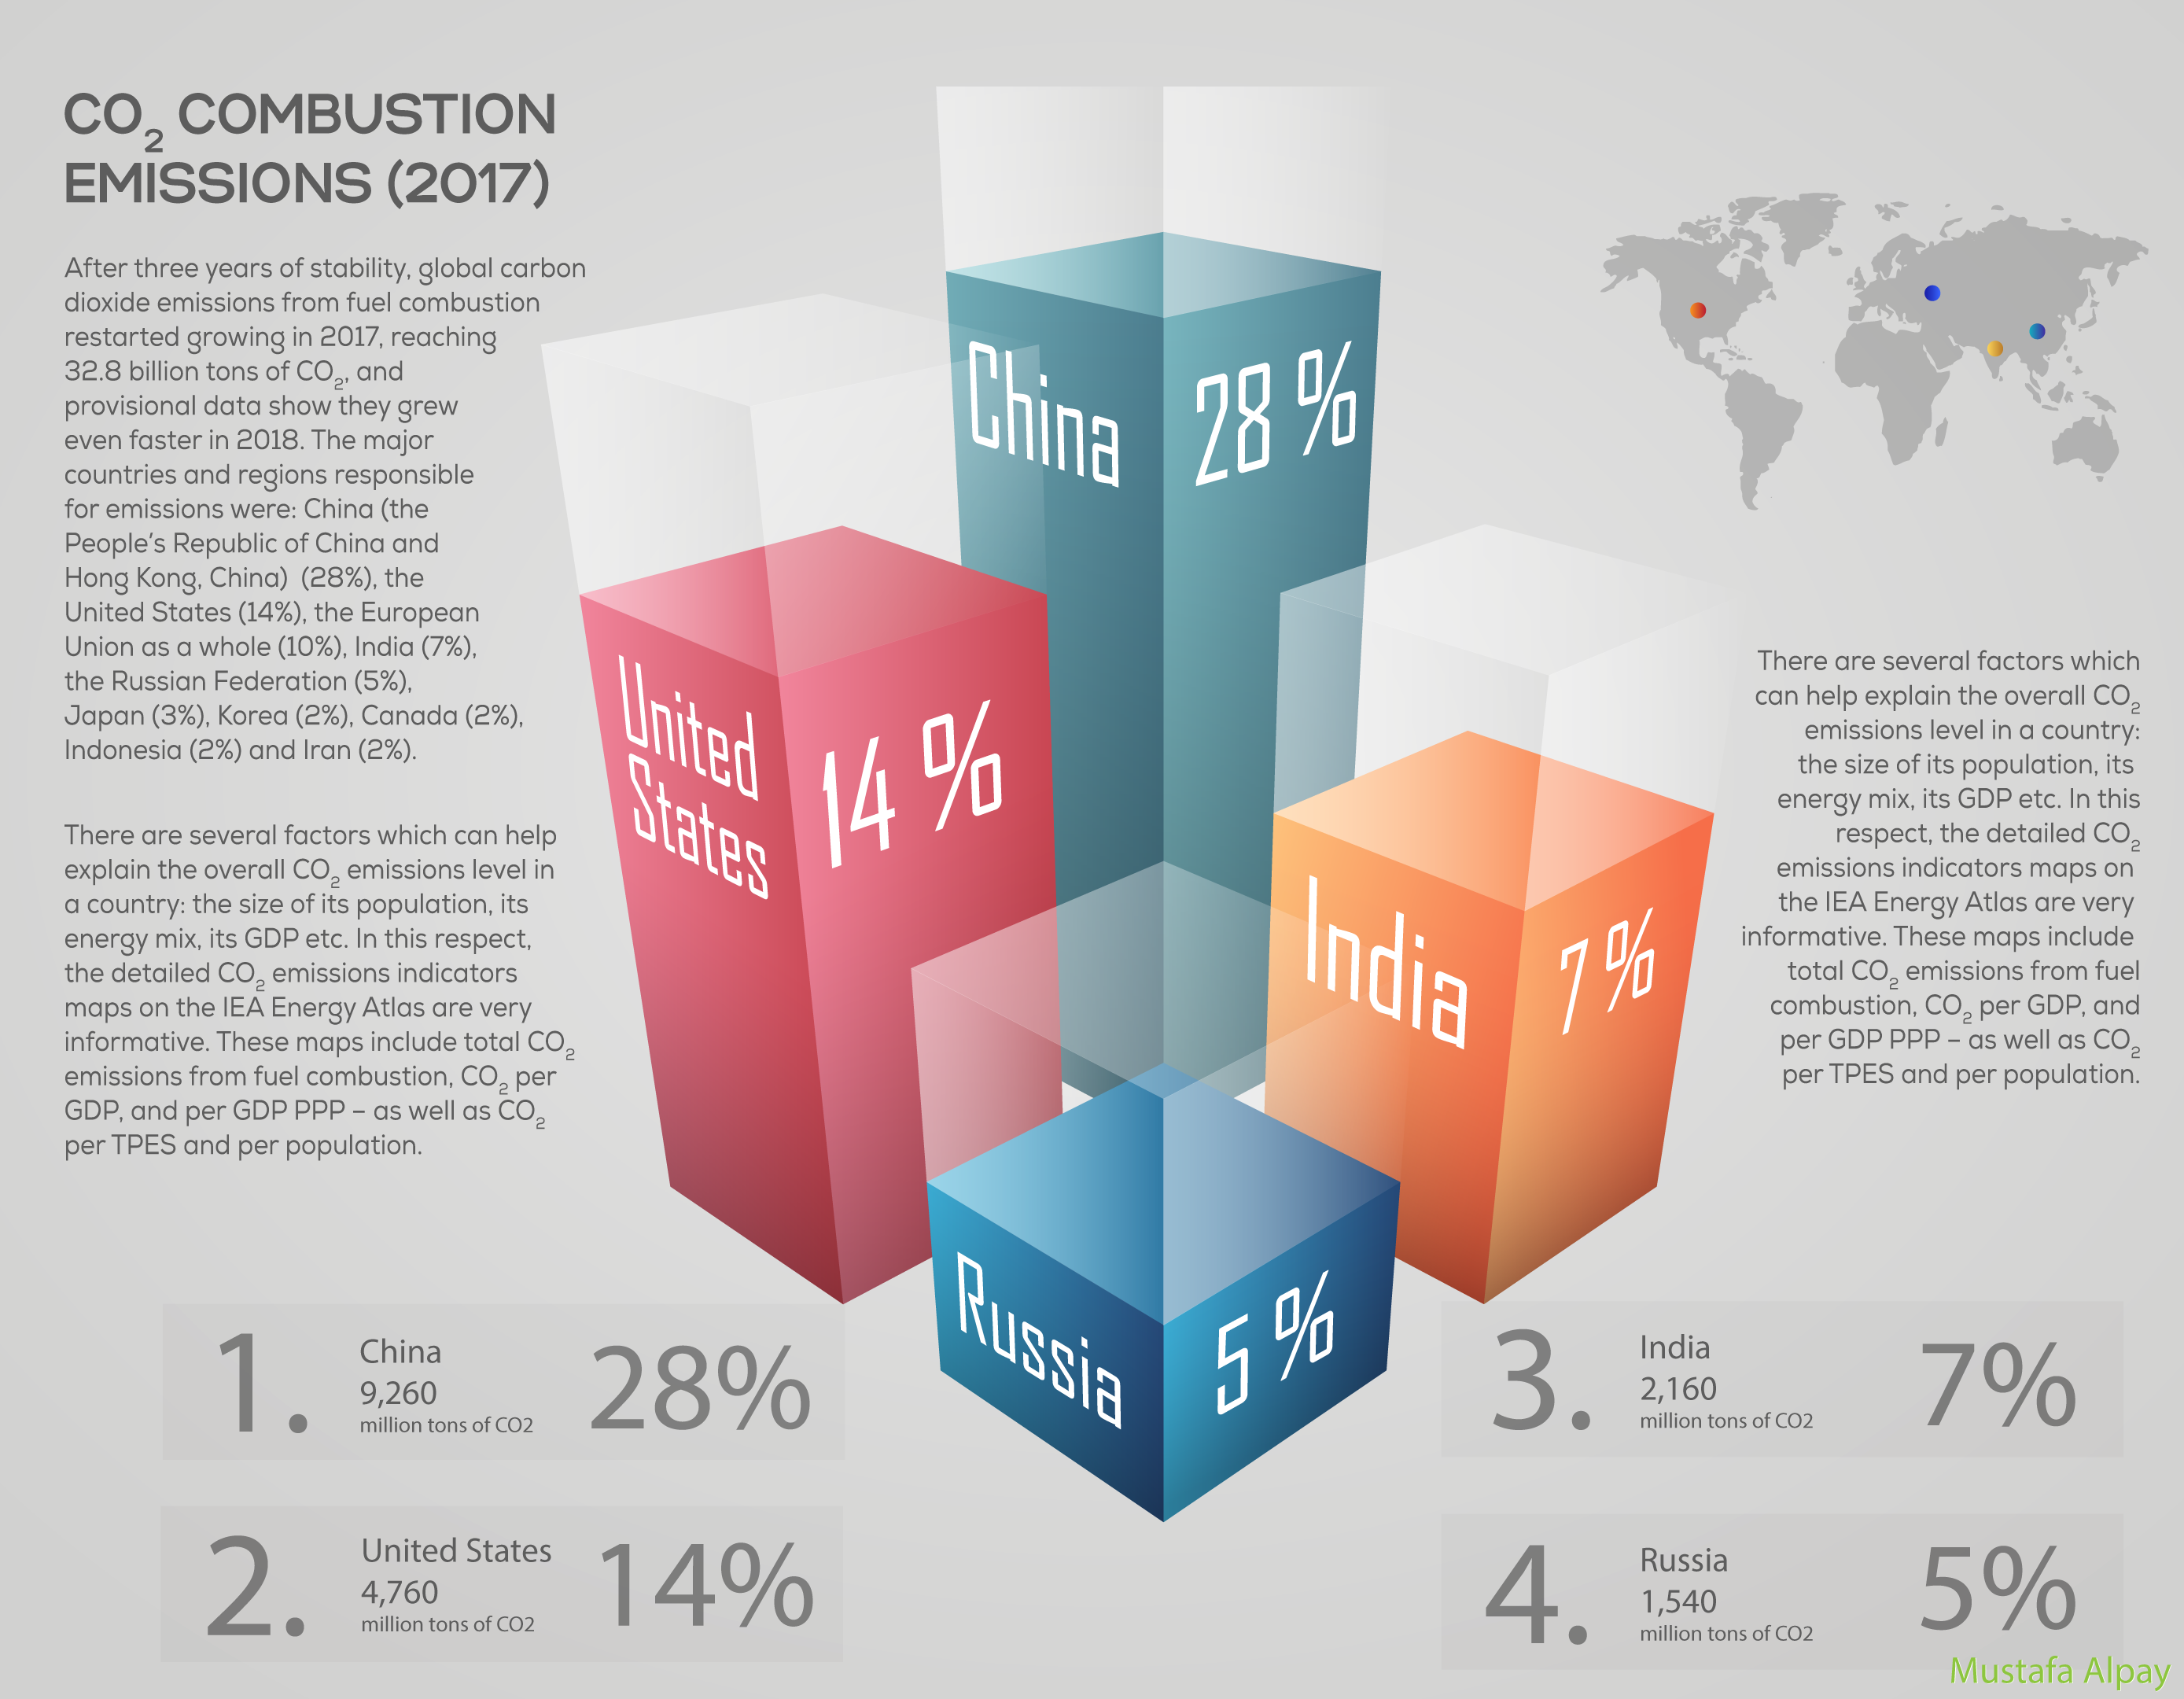 CO2 COMBUSTION
EMISSIONS (2017)
After three years of stability, global carbon
dioxide emissions from fuel combustion
restarted growing in 2017, reaching
32.8 billion tons of CO2, and
provisional data show they grew
even faster in 2018. The major
countries and regions responsible
for emissions were: China (the
People's Republic of China and
Hong Kong, China)  (28%), the
United States (14%), the European
Union as a whole (10%), India (7%),
the Russian Federation (5%),
Japan (3%), Korea (2%), Canada (2%),
Indonesia (2%) and Iran (2%).
There are several factors which can help
explain the overall CO2 emissions level in
a country: the size of its population, its
energy mix, its GDP etc. In this respect,
the detailed CO2 emissions indicators
maps on the IEA Energy Atlas are very
informative. These maps include total CO2
emissions from fuel combustion, CO2 per
GDP, and per GDP PPP – as well as CO2
per TPES and per population.
China 28 %
United
States
14 %
India 7 %
Russia 5 %
There are several factors which
can help explain the overall CO2
emissions level in a country:
the size of its population, its
energy mix, its GDP etc. In this
respect, the detailed CO2
emissions indicators maps on
the IEA Energy Atlas are very
informative. These maps include
total CO2 emissions from fuel
combustion, CO2 per GDP, and
per GDP PPP – as well as CO2
per TPES and per population.
1.
China
9,260
million tons of CO2
28%
2.
United States
4,760
million tons of CO2
14%
3.
India
2,160
million tons of CO2
7%
4.
Russia
1,540
million tons of CO2
5%
Mustafa Alpay